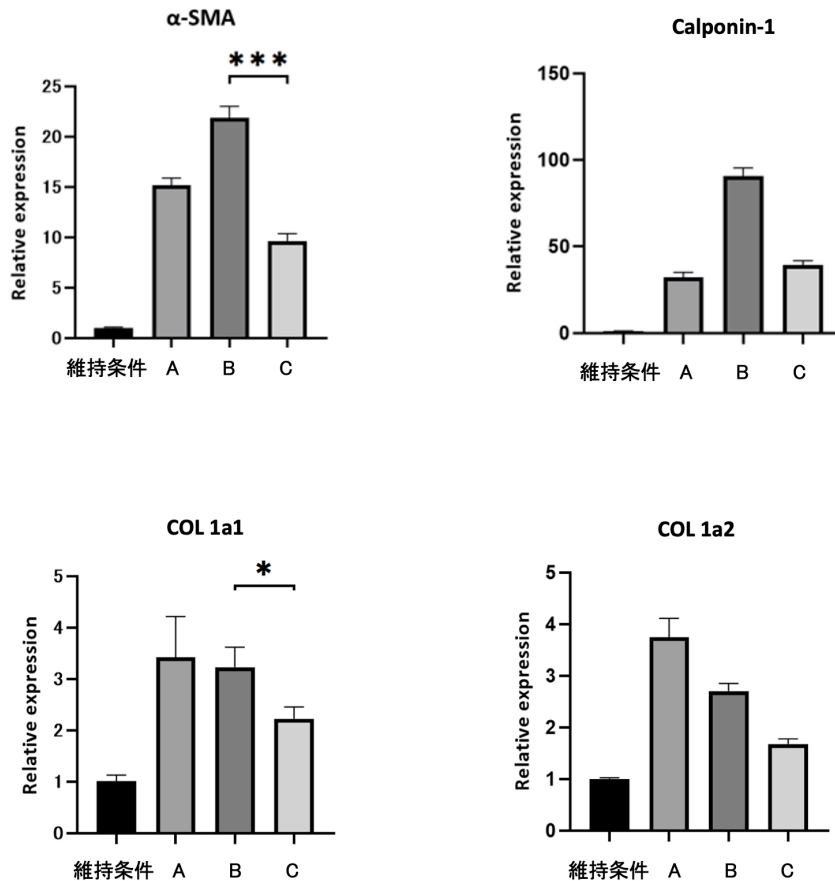 α-SMA
***
Relative expression
25
20
15
10
5
0
維持条件 A B C
Calponin-1
Relative expression
150
100
50
0
維持条件 A B C
COL 1a1
*
Relative expression
5
4
3
2
1
0
維持条件 A B C
COL 1a2
Relative expression
5
4
3
2
1
0
維持条件 A B C